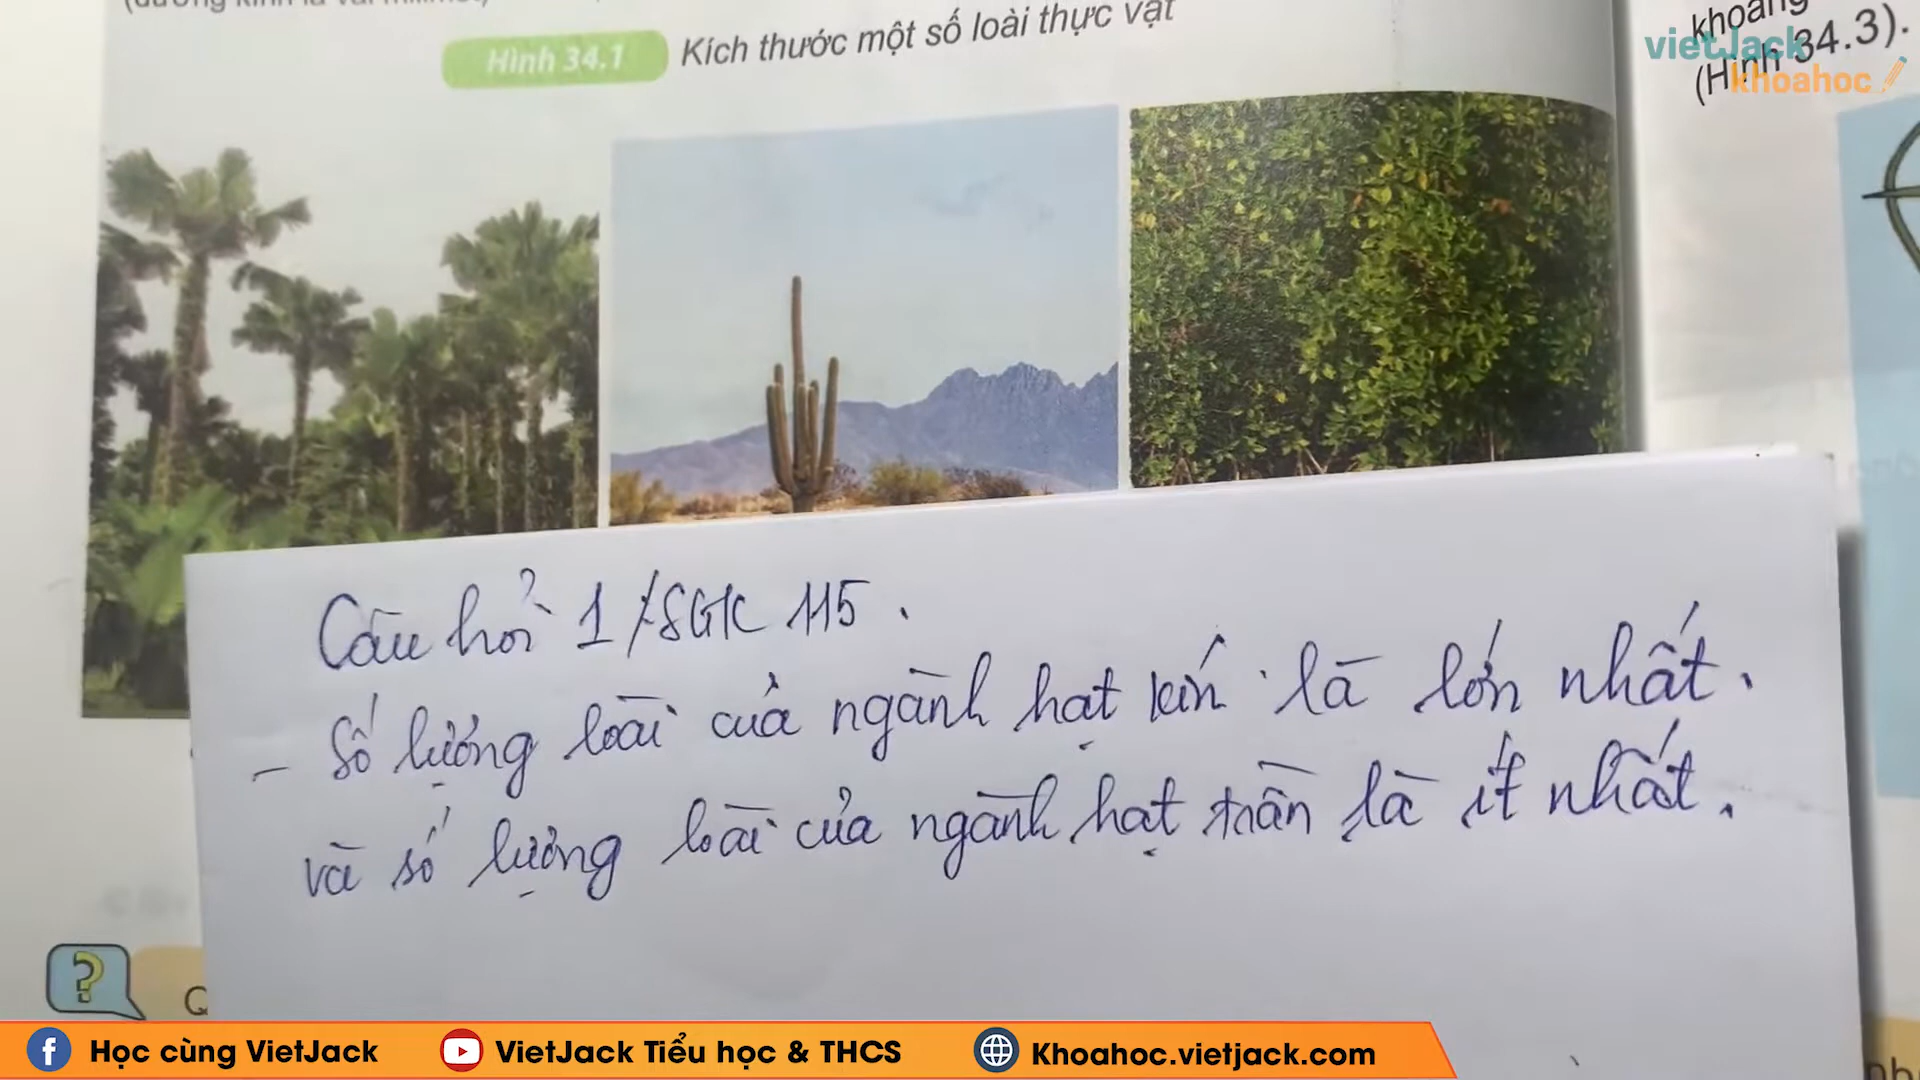 Hình 34.1 Kích thước một số loài thực vật
khoảng
(Hình 34.3).
vietJack
khoahoc
Câu hỏi 1/SGK 115.
- Số lượng loài của ngành hạt kín là lớn nhất.
và số lượng loài của ngành hạt trần là ít nhất.
?
Học cùng VietJack
VietJack Tiểu học & THCS
Khoahoc.vietjack.com